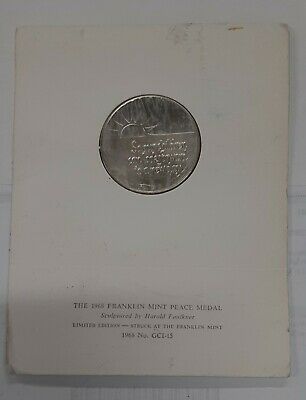 THE 1968 FRANKLIN MINT PEACE MEDAL
Sculptured by Harold Faulkner
LIMITED EDITION — STRUCK AT THE FRANKLIN MINT
1968 No. GCI-15